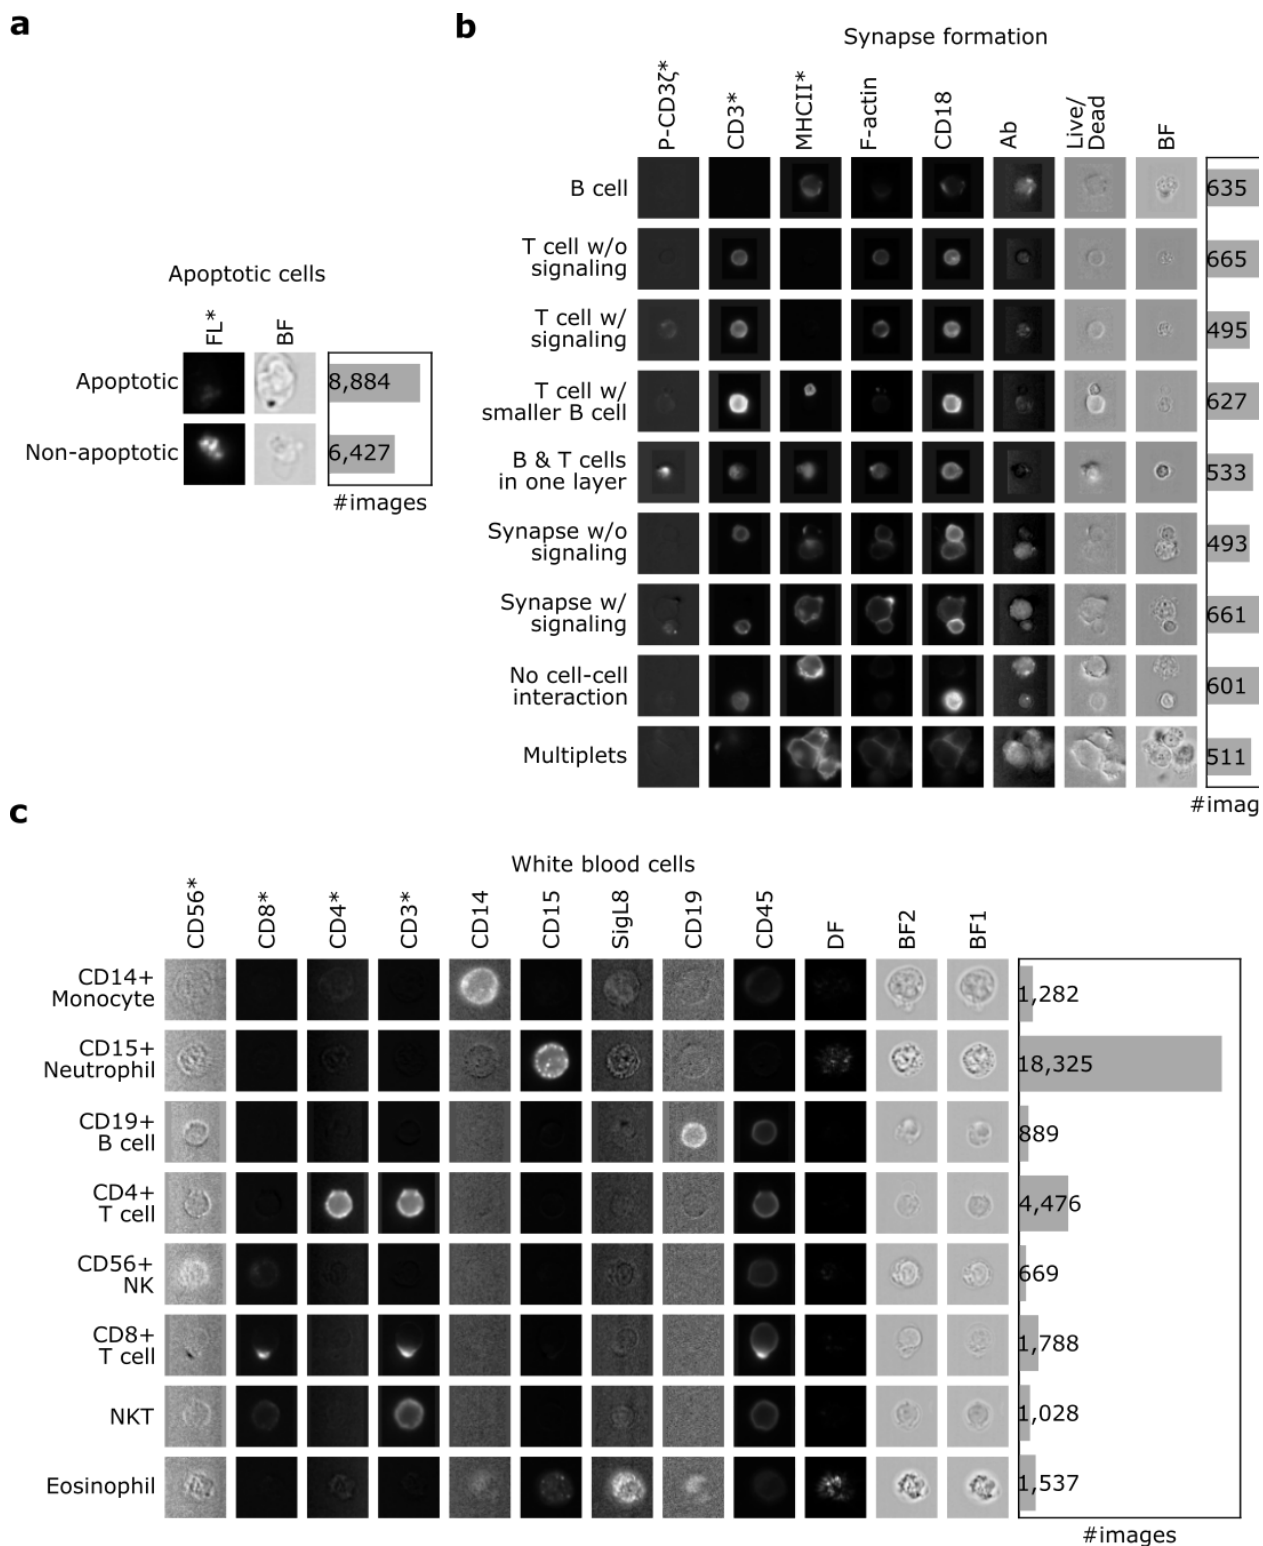 a
Apoptotic cells
FL*
BF
Apoptotic
8,884
Non-apoptotic
6,427
#images
b
Synapse formation
P-CD3ζ*
CD3*
MHCII*
F-actin
CD18
Ab
Live/
Dead
BF
B cell
635
T cell w/o
signaling
665
T cell w/
signaling
495
T cell w/
smaller B cell
627
B & T cells
in one layer
533
Synapse w/o
signaling
493
Synapse w/
signaling
661
No cell-cell
interaction
601
Multiplets
511
#imag
c
White blood cells
CD56*
CD8*
CD4*
CD3*
CD14
CD15
SigL8
CD19
CD45
DF
BF2
BF1
CD14+
Monocyte
1,282
CD15+
Neutrophil
18,325
CD19+
B cell
889
CD4+
T cell
4,476
CD56+
NK
669
CD8+
T cell
1,788
NKT
1,028
Eosinophil
1,537
#images